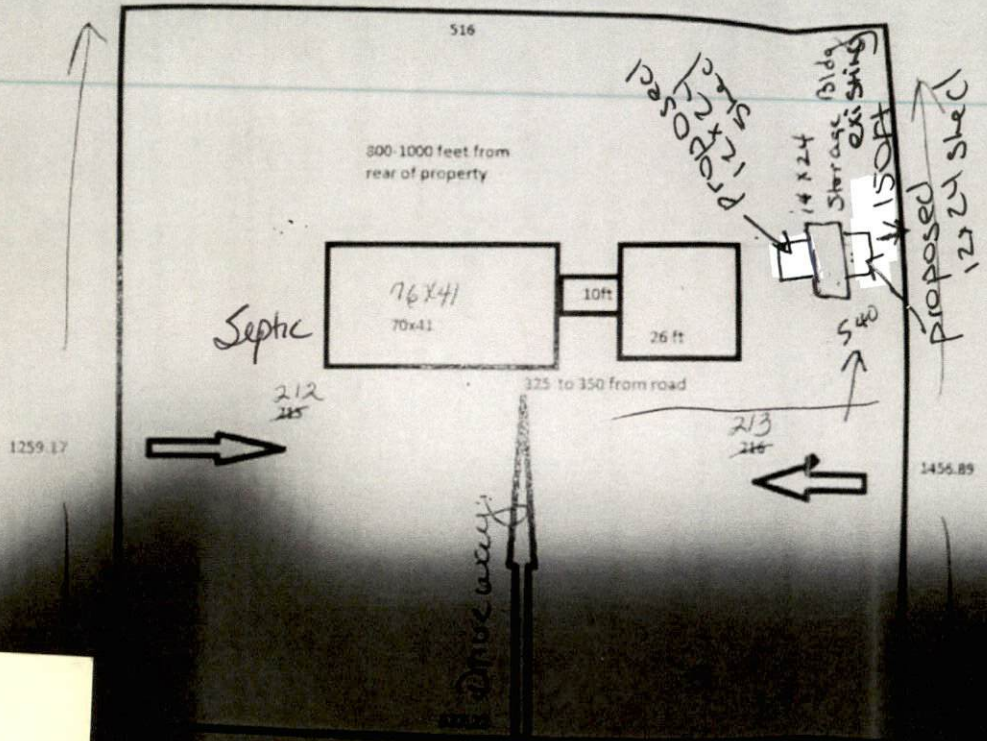 516
800-1000 feet from
rear of property
proposed
12x24
shed
14x24
Storage Bldg
existing
150ft
proposed
12x24 shed
76x41
70x41
10ft
26 ft
Septic
540
325 to 350 from road
212
215
213
216
1259.17
1456.89
Driveway